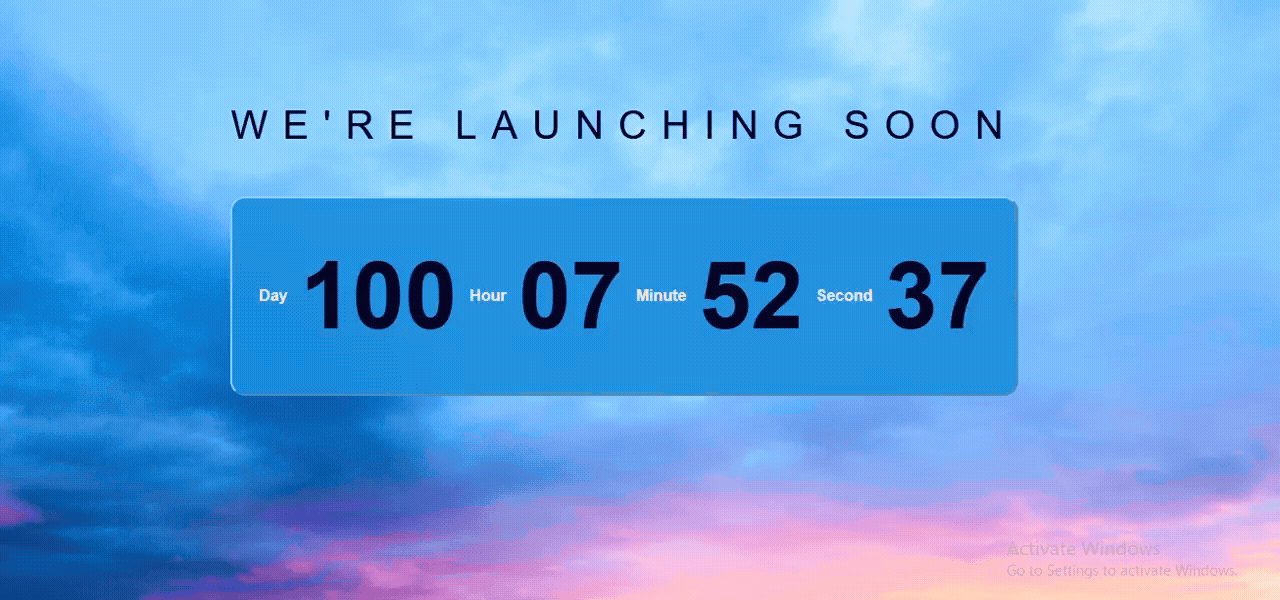 WE'RE LAUNCHING SOON
Day 100 Hour 07 Minute 52 Second 37
Activate Windows
Go to Settings to activate Windows.